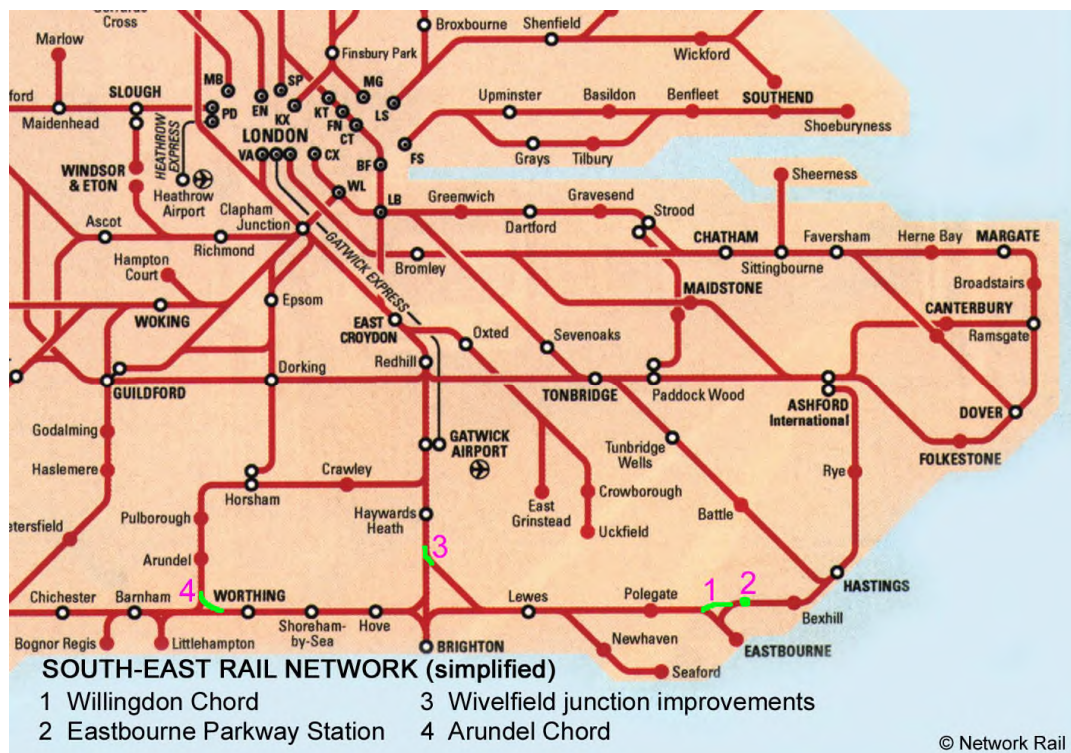 Cross
Marlow
Broxbourne
Shenfield
Finsbury Park
Wickford
MB
SP
MG
SLOUGH
ford
Maidenhead
PD
EN
KX
KT
FN
CT
LS
Upminster
Basildon
Benfleet
SOUTHEND
Shoeburyness
HEATHROW
EXPRESS
LONDON
VA
CX
BF
FS
Grays
Tilbury
WINDSOR
& ETON
Heathrow
Airport
WL
LB
Greenwich
Gravesend
Sheerness
Clapham
Junction
Ascot
Richmond
GATWICK EXPRESS
Dartford
Strood
CHATHAM
Sittingbourne
Faversham
Herne Bay
MARGATE
Hampton
Court
Bromley
MAIDSTONE
Broadstairs
WOKING
Epsom
EAST
CROYDON
Oxted
Sevenoaks
CANTERBURY
Ramsgate
Redhill
Dorking
GUILDFORD
TONBRIDGE
Paddock Wood
ASHFORD
International
DOVER
FOLKESTONE
Godalming
Haslemere
GATWICK
AIRPORT
Tunbridge
Wells
Rye
Crawley
Horsham
East
Grinstead
Crowborough
Uckfield
Battle
Pulborough
Haywards
Heath
etersfield
Arundel
3
4
1
2
HASTINGS
Chichester
Barnham
WORTHING
Shoreham-
by-Sea
Hove
Lewes
Polegate
Bexhill
Bognor Regis
Littlehampton
BRIGHTON
Newhaven
Seaford
EASTBOURNE
SOUTH-EAST RAIL NETWORK (simplified)
1 Willingdon Chord
2 Eastbourne Parkway Station
3 Wivelfield junction improvements
4 Arundel Chord
© Network Rail